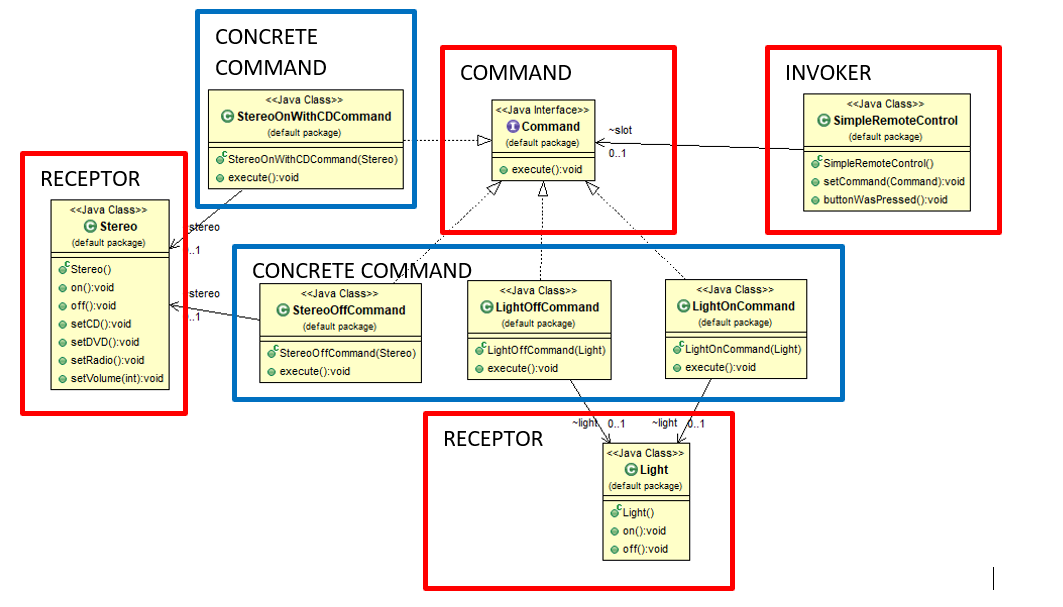 CONCRETE
COMMAND
<<Java Class>>
StereoOnWithCDCommand
(default package)
StereoOnWithCDCommand(Stereo)
execute():void
COMMAND
<<Java Interface>>
Command
(default package)
execute():void
~slot
0..1
INVOKER
<<Java Class>>
SimpleRemoteControl
(default package)
SimpleRemoteControl()
setCommand(Command):void
buttonWasPressed():void
RECEPTOR
<<Java Class>>
Stereo
(default package)
Stereo()
on():void
off():void
setCD():void
setDVD():void
setRadio():void
setVolume(int):void
stereo
..1
stereo
..1
CONCRETE COMMAND
<<Java Class>>
StereoOffCommand
(default package)
StereoOffCommand(Stereo)
execute():void
<<Java Class>>
LightOffCommand
(default package)
LightOffCommand(Light)
execute():void
<<Java Class>>
LightOnCommand
(default package)
LightOnCommand(Light)
execute():void
~light
0..1
~light
0..1
RECEPTOR
<<Java Class>>
Light
(default package)
Light()
on():void
off():void